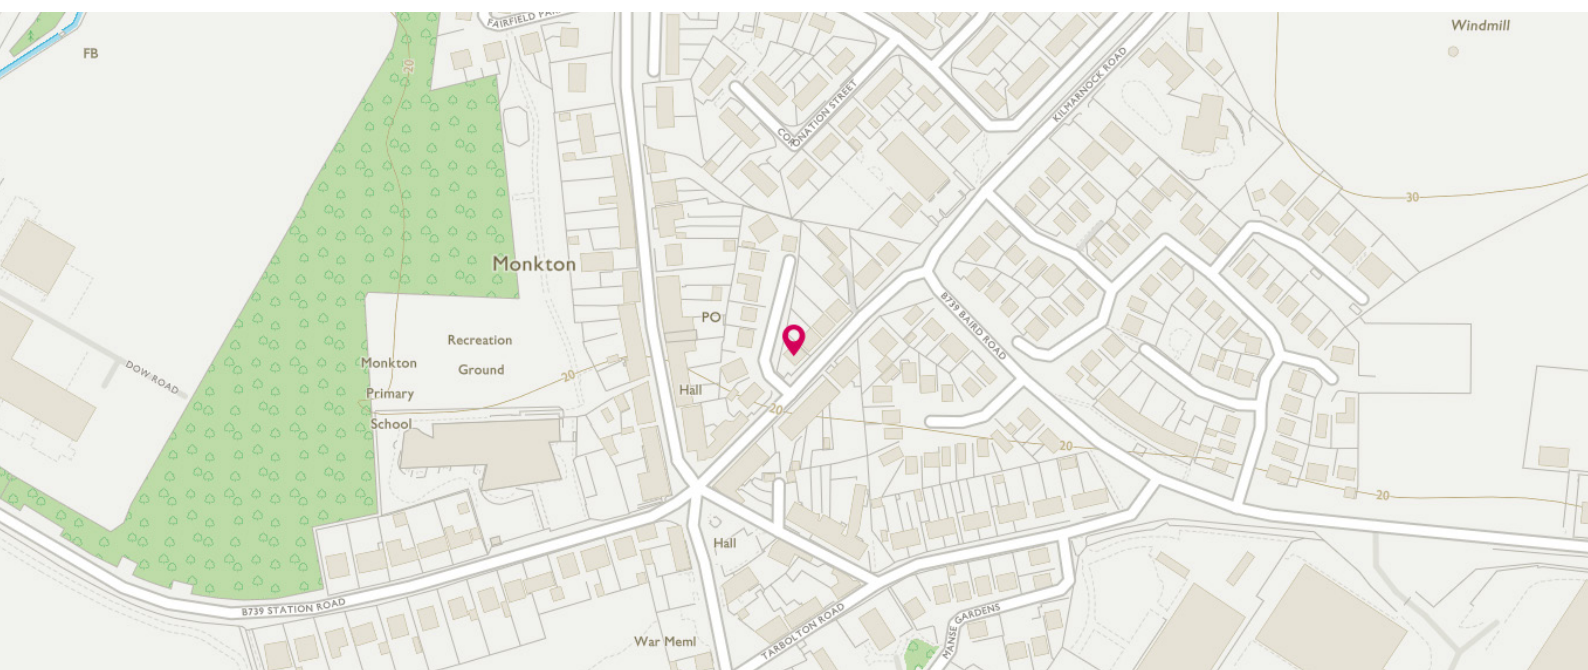 FAIRFIELD PAR
Windmill
FB
20
KILMARNOCK ROAD
CORONATION STREET
30
Monkton
B739 BAIRD ROAD
PO
Recreation
Ground
Monkton
Primary
School
DOW ROAD
20
Hall
20
20
20
Hall
B739 STATION ROAD
War Meml
TARBOLTON ROAD
MANSE GARDENS